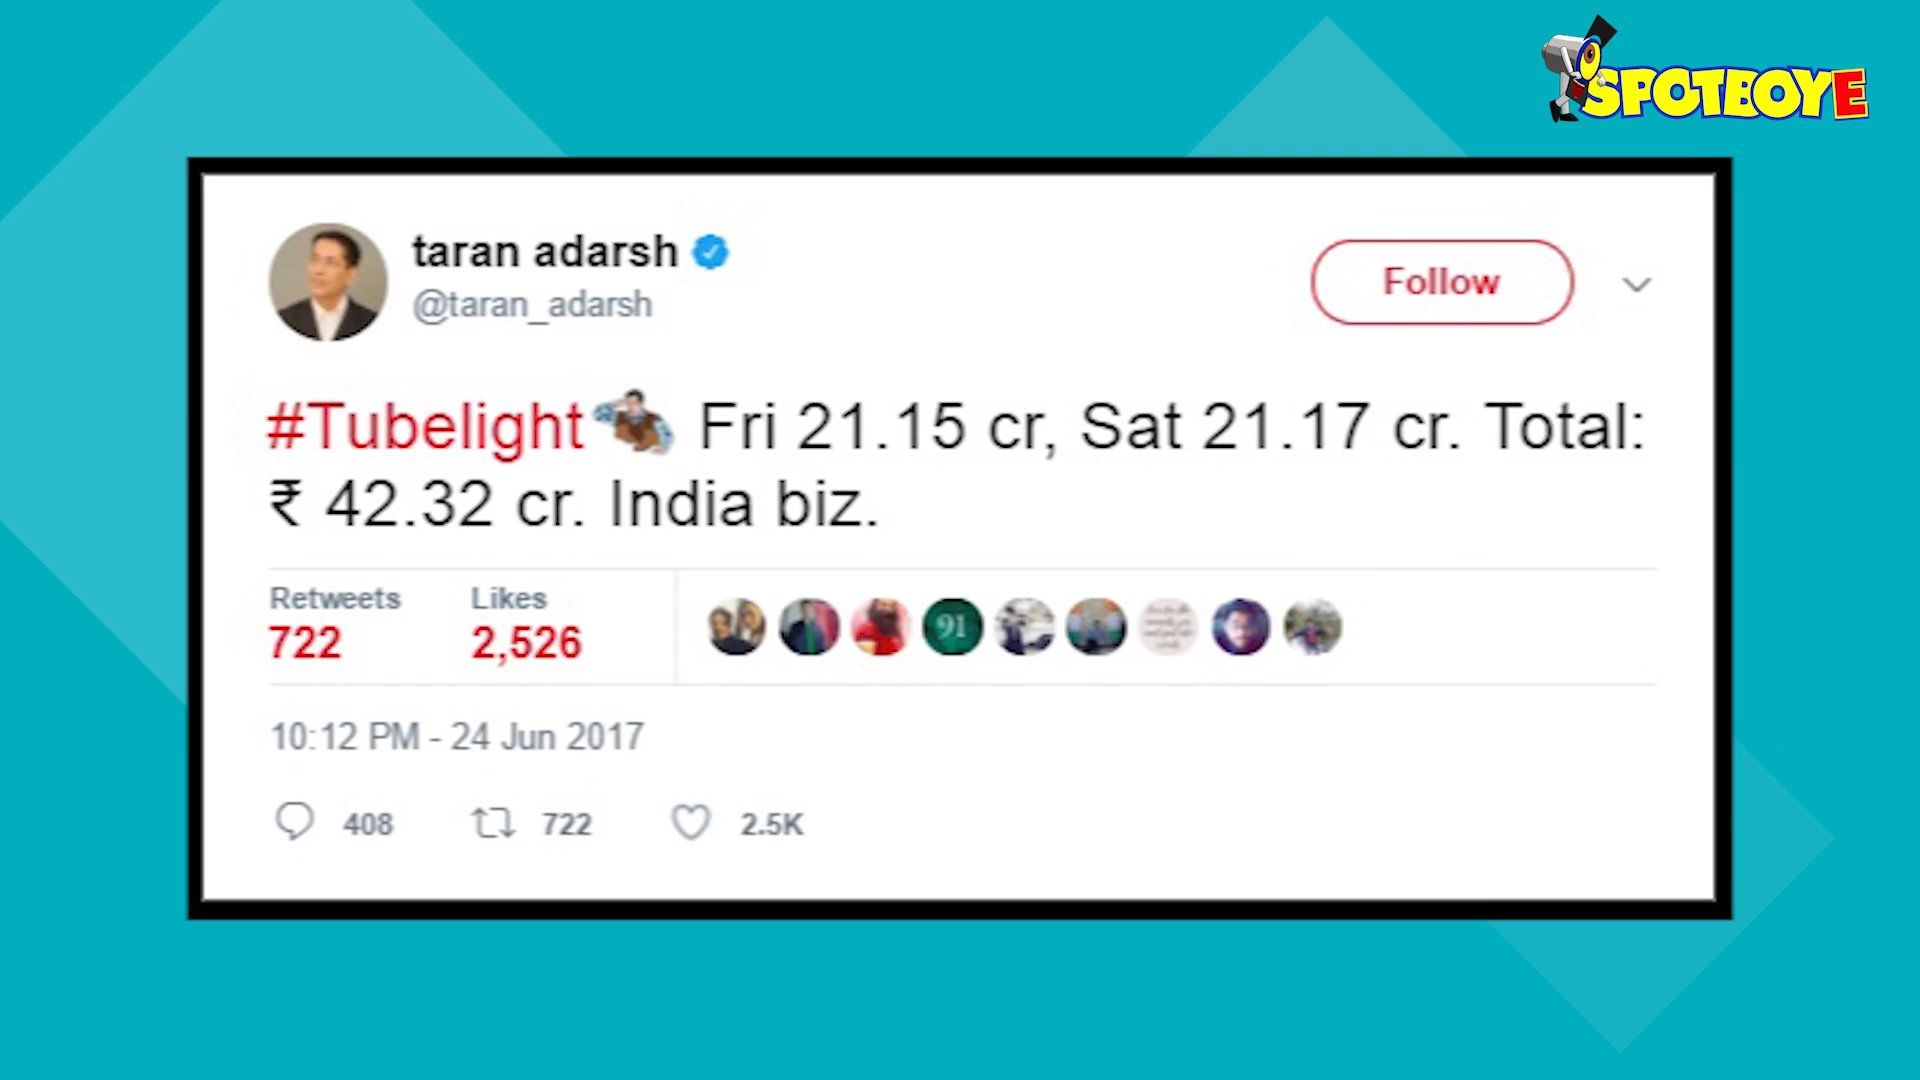 SPOTBOYE
taran adarsh
@taran_adarsh
Follow
#Tubelight Fri 21.15 cr, Sat 21.17 cr. Total:
₹ 42.32 cr. India biz.
Retweets Likes
722 2,526
91
10:12 PM - 24 Jun 2017
408 722 2.5K